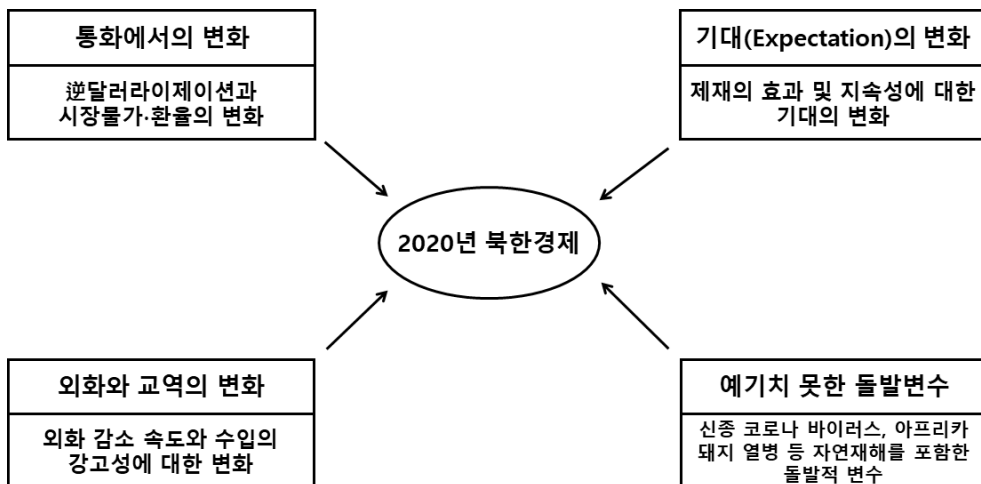 통화에서의 변화
逆달러라이제이션과
시장물가·환율의 변화
기대(Expectation)의 변화
제재의 효과 및 지속성에 대한
기대의 변화
2020년 북한경제
외화와 교역의 변화
외화 감소 속도와 수입의
강고성에 대한 변화
예기치 못한 돌발변수
신종 코로나 바이러스, 아프리카
돼지 열병 등 자연재해를 포함한
돌발적 변수